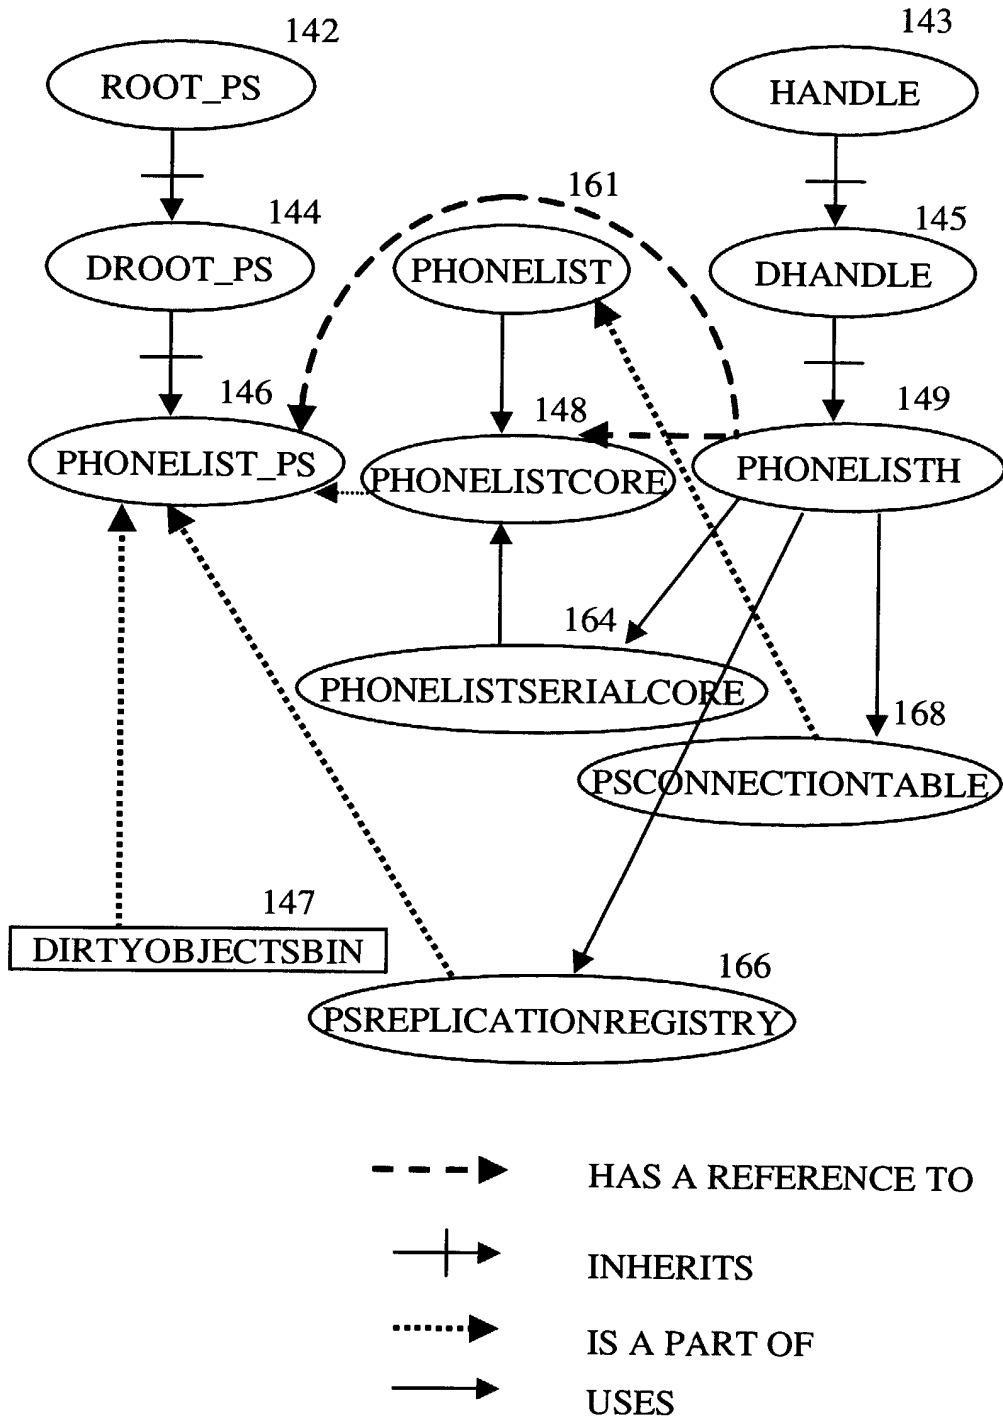 142
143
ROOT_PS
HANDLE
161
144
145
DROOT_PS
PHONELIST
DHANDLE
146
148
149
PHONELIST_PS
PHONELISTCORE
PHONELISTH
164
PHONELISTSERIALCORE
168
PSCONNECTIONTABLE
147
DIRTYOBJECTSBIN
166
PSREPLICATIONREGISTRY
HAS A REFERENCE TO
INHERITS
IS A PART OF
USES